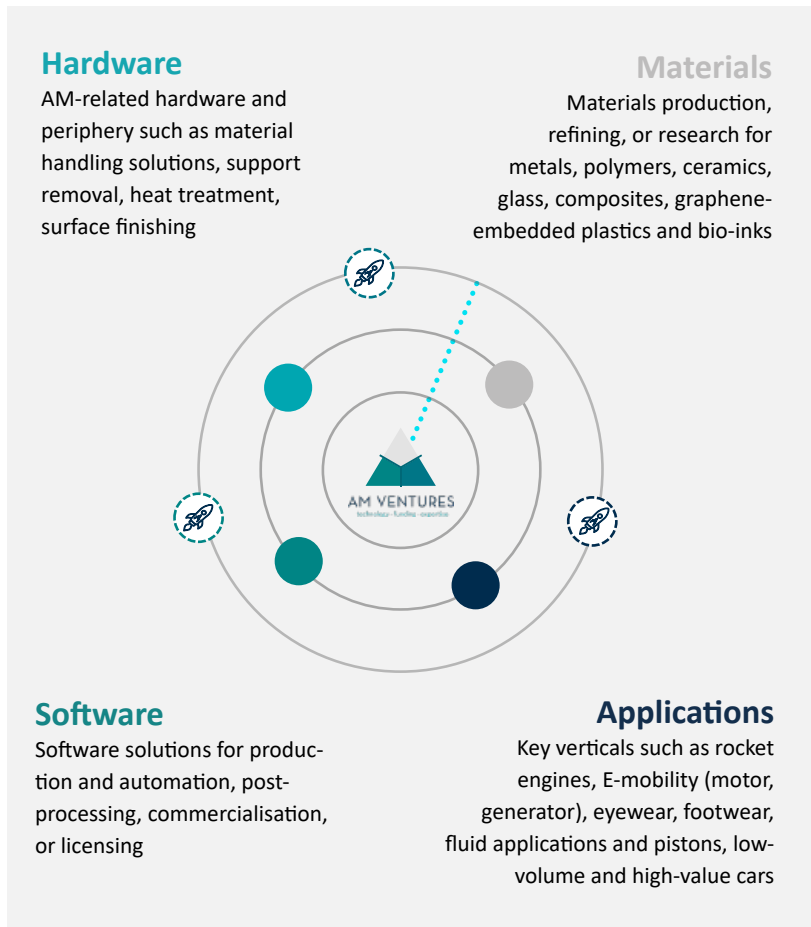 Hardware
AM-related hardware and
periphery such as material
handling solutions, support
removal, heat treatment,
surface finishing
Materials
Materials production,
refining, or research for
metals, polymers, ceramics,
glass, composites, graphene-
embedded plastics and bio-inks
AM VENTURES
technology · funding · expertise
Software
Software solutions for produc-
tion and automation, post-
processing, commercialisation,
or licensing
Applications
Key verticals such as rocket
engines, E-mobility (motor,
generator), eyewear, footwear,
fluid applications and pistons, low-
volume and high-value cars